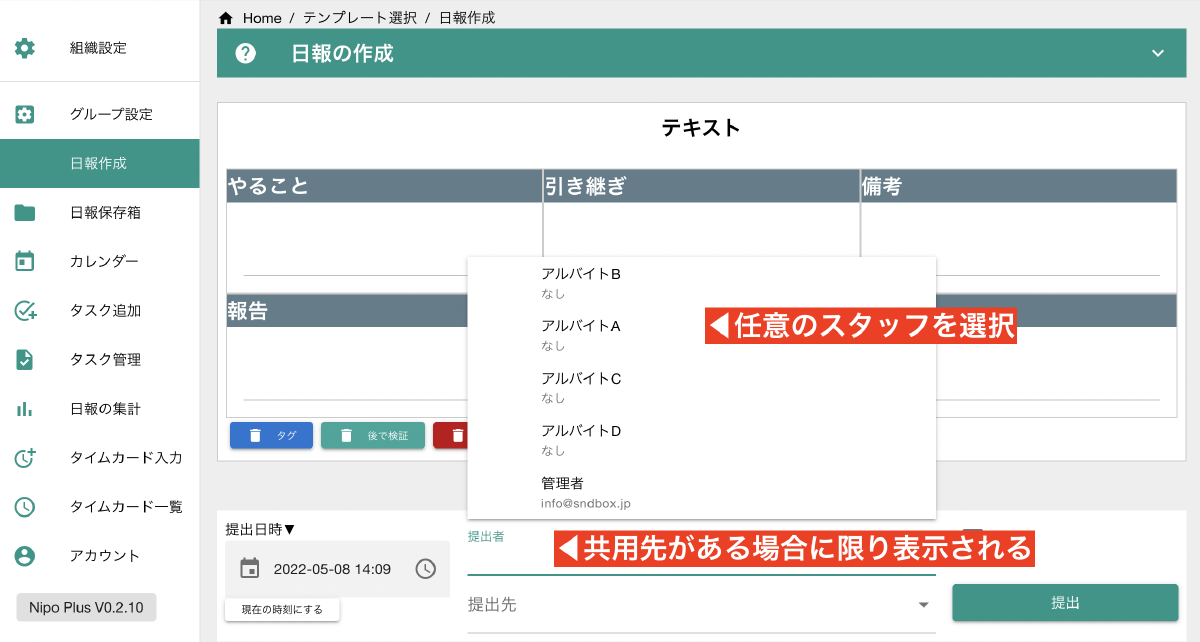 Home / テンプレート選択 / 日報作成
組織設定
グループ設定
日報作成
日報保存箱
カレンダー
タスク追加
タスク管理
日報の集計
タイムカード入力
タイムカード一覧
アカウント
Nipo Plus V0.2.10
日報の作成
テキスト
やること 引き継ぎ 備考
報告
タグ 後で検証
アルバイトB
なし
アルバイトA
なし
アルバイトC
なし
アルバイトD
なし
管理者
info@sndbox.jp
◀任意のスタッフを選択
提出日時▼
2022-05-08 14:09
現在の時刻にする
提出者
◀共用先がある場合に限り表示される
提出先
提出